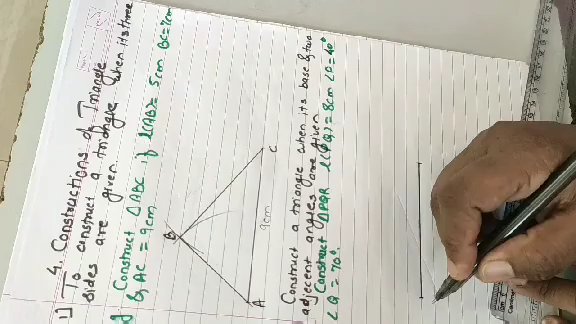 4. Constructions of Triangle
1) To construct a triangle when its three
sides are given.
Construct △ABC if l(AB)= 5cm BC=7cm
& AC = 9cm.
B
A
C
9cm
Construct a triangle when its base & two
adjecent angles are given
Construct △PQR l(PQ)= 8cm ∠P=40°
∠Q = 70°.